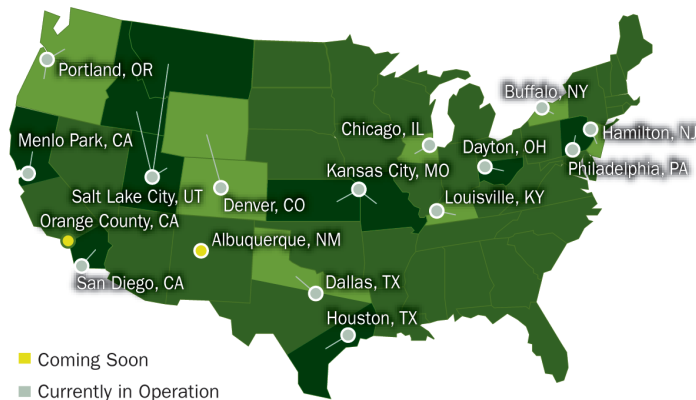 Portland, OR
Buffalo, NY
Chicago, IL
Hamilton, NJ
Menlo Park, CA
Dayton, OH
Kansas City, MO
Philadelphia, PA
Salt Lake City, UT
Denver, CO
Louisville, KY
Orange County, CA
Albuquerque, NM
San Diego, CA
Dallas, TX
Houston, TX
Coming Soon
Currently in Operation